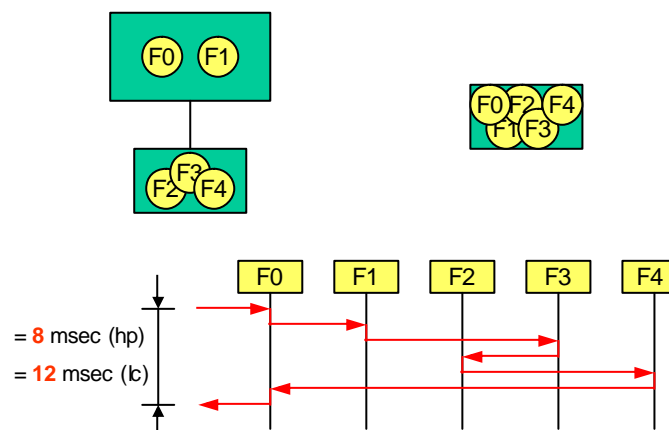 F0 F1
F0 F2 F4
F1 F3
F3
F2 F4
F0 F1 F2 F3 F4
= 8 msec (hp)
= 12 msec (lc)